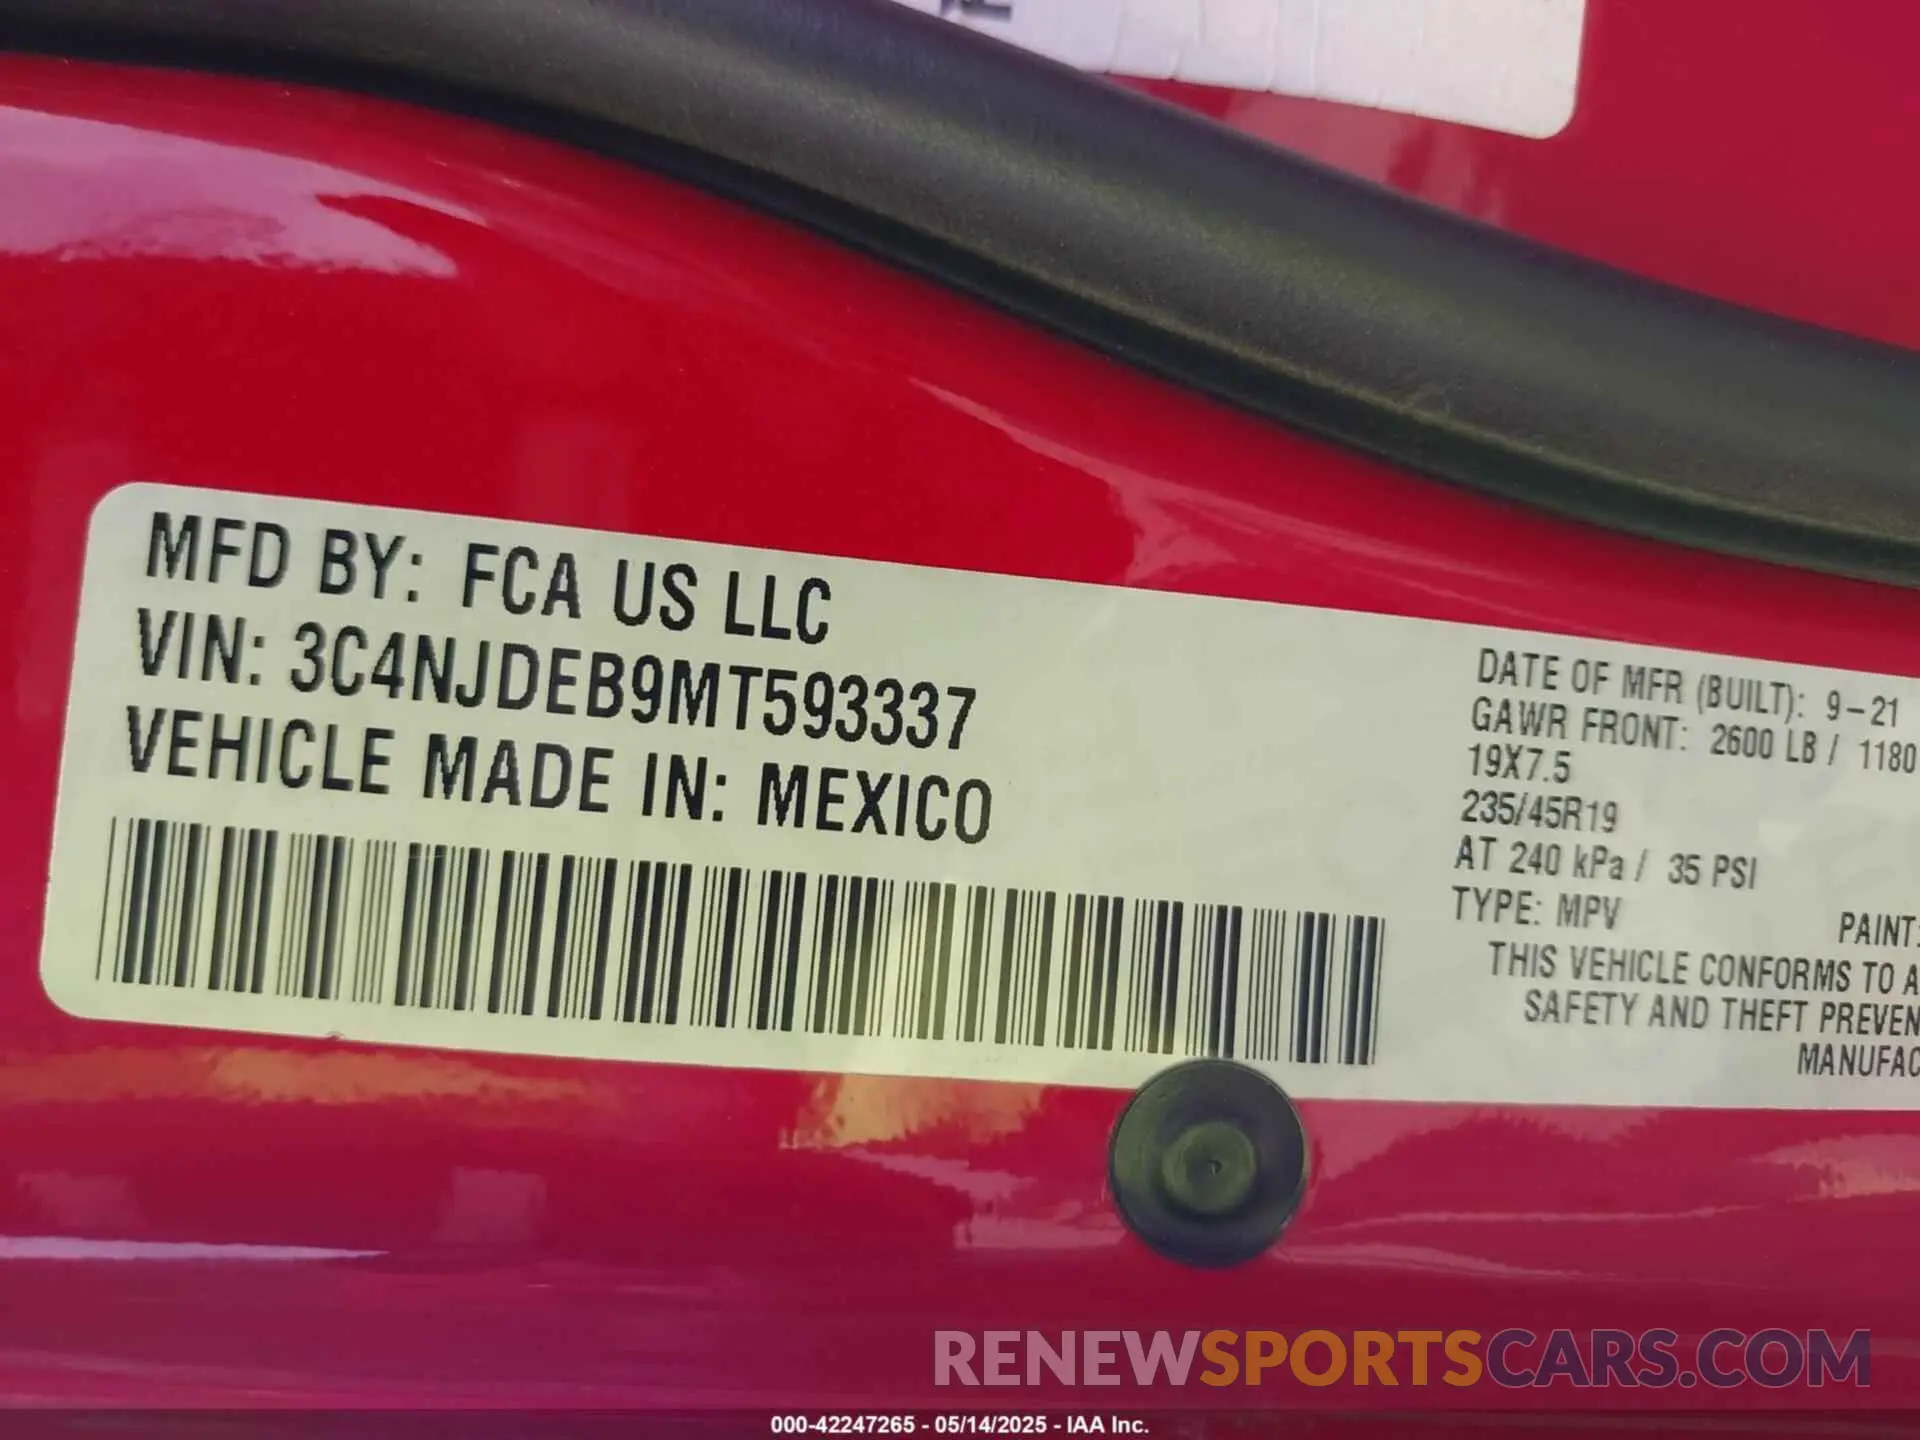 MFD BY: FCA US LLC
VIN: 3C4NJDEB9MT593337
VEHICLE MADE IN: MEXICO
DATE OF MFR (BUILT): 9-21
GAWR FRONT: 2600 LB / 1180
19X7.5
235/45R19
AT 240 kPa / 35 PSI
TYPE: MPV PAINT:
THIS VEHICLE CONFORMS TO A
SAFETY AND THEFT PREVEN
MANUFAC
RENEWSPORTSCARS.COM
000-42247265 - 05/14/2025 - IAA Inc.